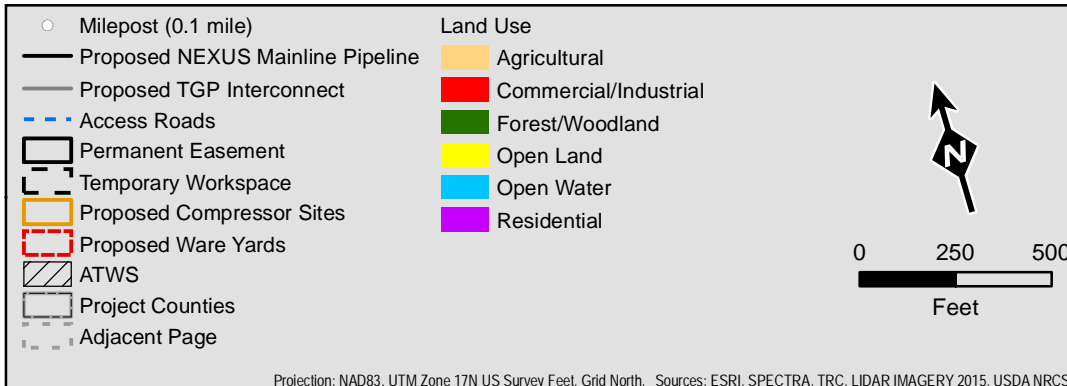 Milepost (0.1 mile)
Proposed NEXUS Mainline Pipeline
Proposed TGP Interconnect
Access Roads
Permanent Easement
Temporary Workspace
Proposed Compressor Sites
Proposed Ware Yards
ATWS
Project Counties
Adjacent Page
Land Use
Agricultural
Commercial/Industrial
Forest/Woodland
Open Land
Open Water
Residential
N
0 250 500
Feet
Projection: NAD83, UTM Zone 17N US Survey Feet, Grid North. Sources: ESRI, SPECTRA, TRC, LIDAR IMAGERY 2015, USDA NRCS